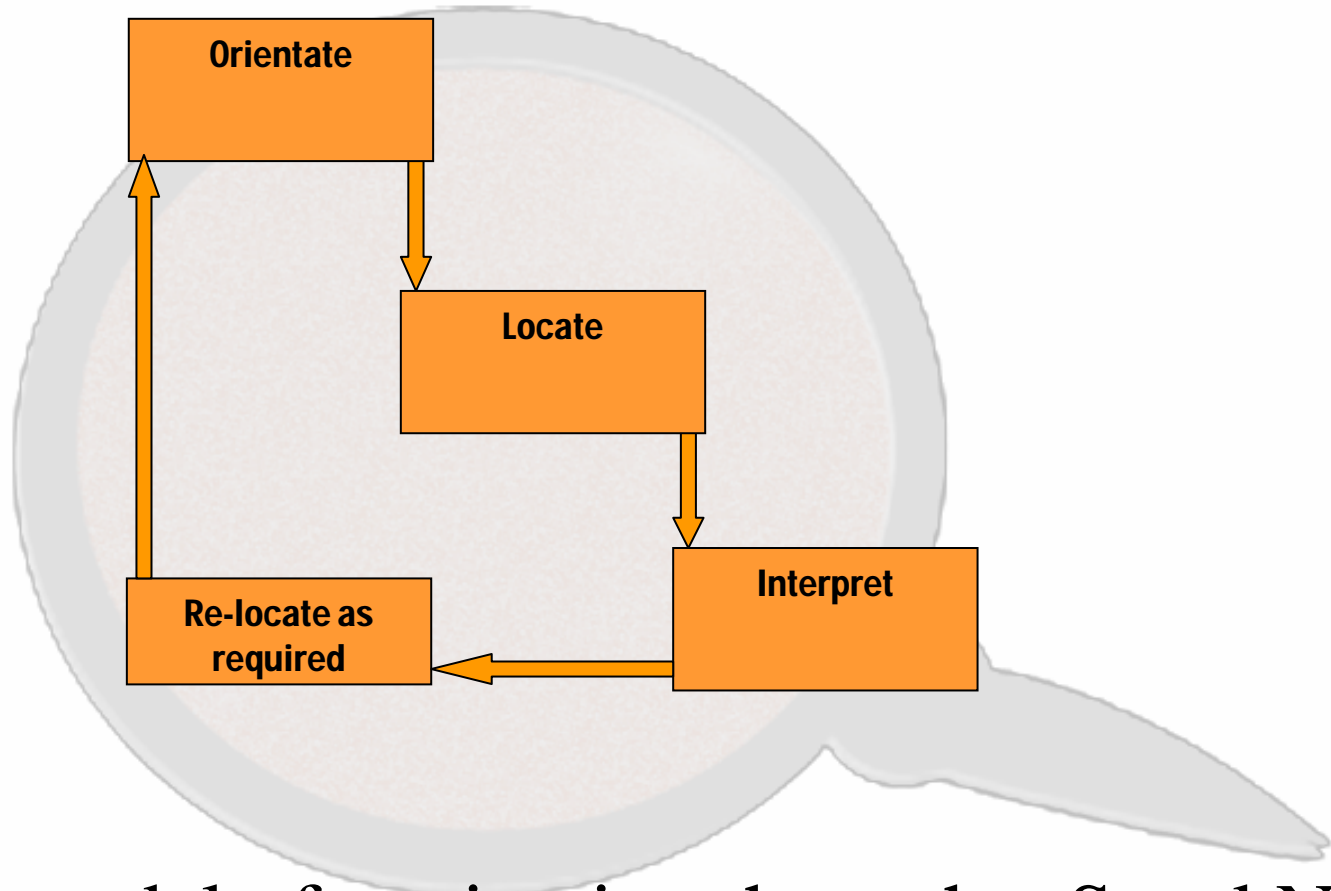 Orientate
Locate
Interpret
Re-locate as
required